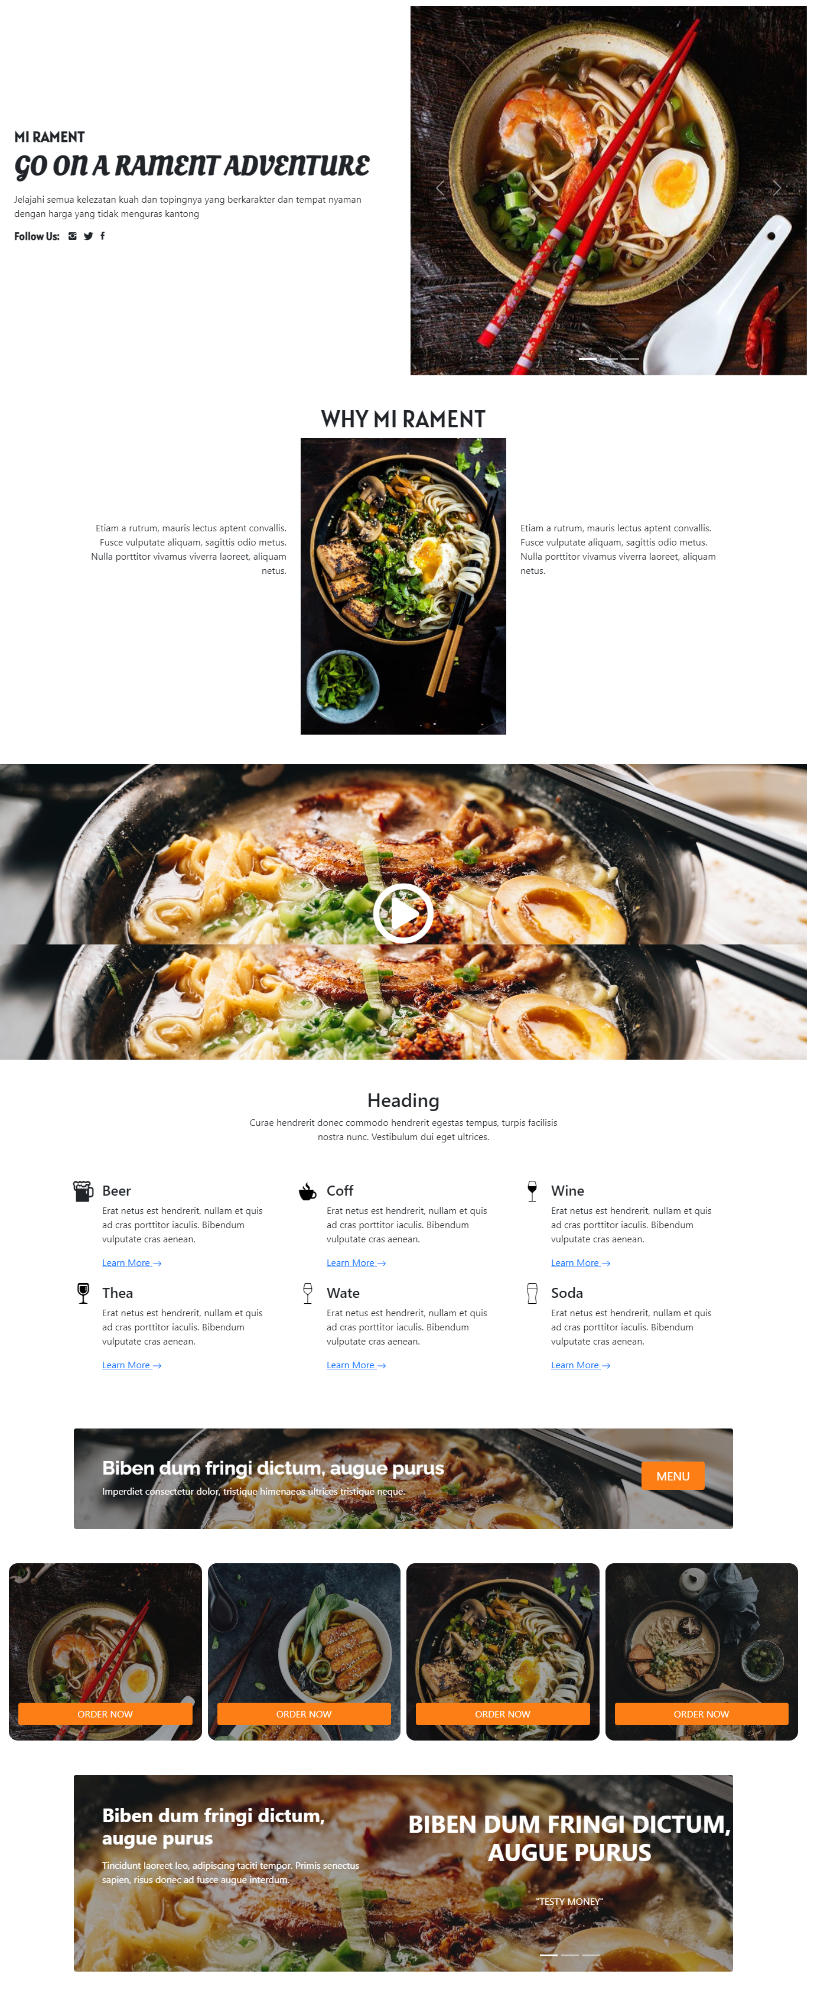 MI RAMENT
GO ON A RAMENT ADVENTURE
Jelajahi semua kelezatan kuah dan topingnya yang berkarakter dan tempat nyaman
dengan harga yang tidak menguras kantong
Follow Us:
WHY MI RAMENT
Etiam a rutrum, mauris lectus aptent convallis.
Fusce vulputate aliquam, sagittis odio metus.
Nulla porttitor vivamus viverra laoreet, aliquam
netus.
Etiam a rutrum, mauris lectus aptent convallis.
Fusce vulputate aliquam, sagittis odio metus.
Nulla porttitor vivamus viverra laoreet, aliquam
netus.
Heading
Curae hendrerit donec commodo hendrerit egestas tempus, turpis facilisis
nostra nunc. Vestibulum dui eget ultrices.
Beer
Erat netus est hendrerit, nullam et quis
ad cras porttitor iaculis. Bibendum
vulputate cras aenean.
Learn More →
Coff
Erat netus est hendrerit, nullam et quis
ad cras porttitor iaculis. Bibendum
vulputate cras aenean.
Learn More →
Wine
Erat netus est hendrerit, nullam et quis
ad cras porttitor iaculis. Bibendum
vulputate cras aenean.
Learn More →
Thea
Erat netus est hendrerit, nullam et quis
ad cras porttitor iaculis. Bibendum
vulputate cras aenean.
Learn More →
Wate
Erat netus est hendrerit, nullam et quis
ad cras porttitor iaculis. Bibendum
vulputate cras aenean.
Learn More →
Soda
Erat netus est hendrerit, nullam et quis
ad cras porttitor iaculis. Bibendum
vulputate cras aenean.
Learn More →
Biben dum fringi dictum, augue purus
Imperdiet consectetur dolor, tristique himenaeos ultrices tristique neque.
MENU
ORDER NOW
ORDER NOW
ORDER NOW
ORDER NOW
Biben dum fringi dictum,
augue purus
Tincidunt laoreet leo, adipiscing taciti tempor. Primis senectus
sapien, risus donec ad fusce augue interdum.
BIBEN DUM FRINGI DICTUM,
AUGUE PURUS
"TESTY MONEY"